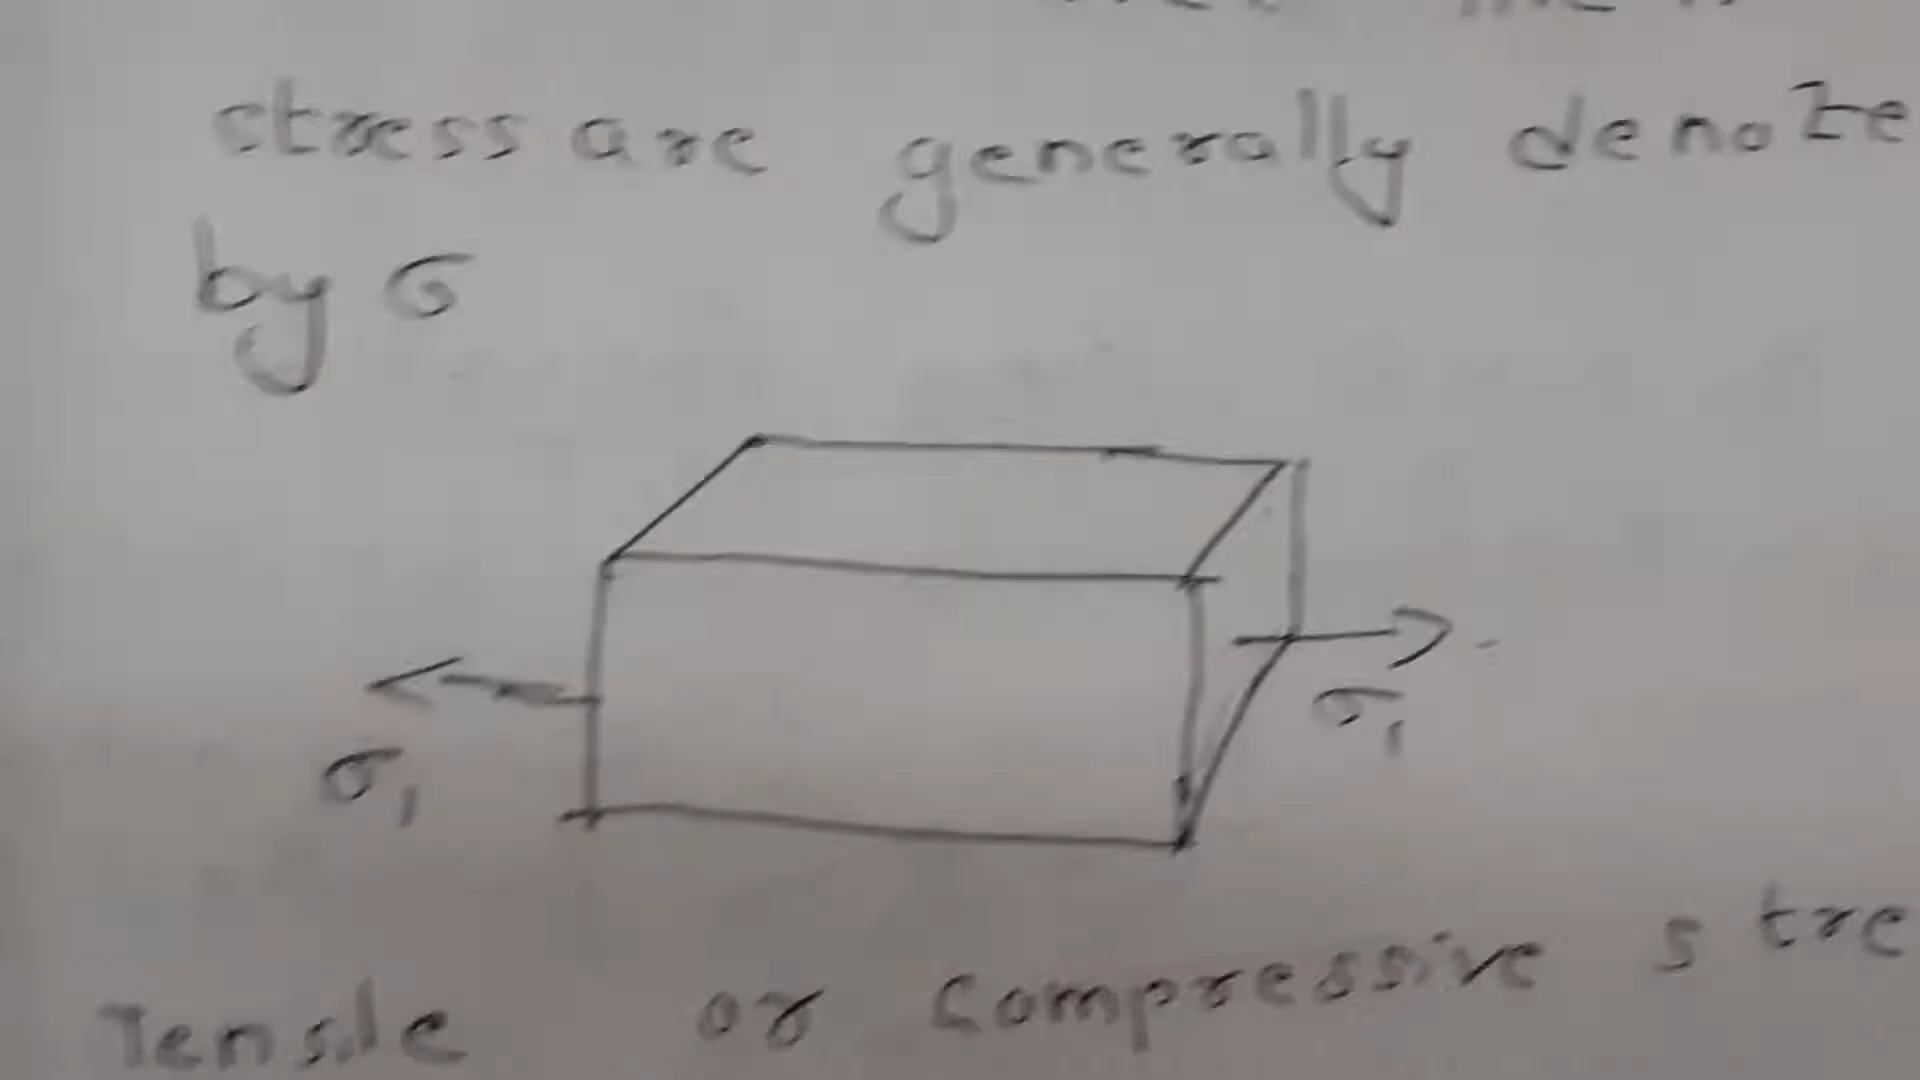 stress are generally denote
by σ
σ₁
σ₁
Tensile or compressive stre